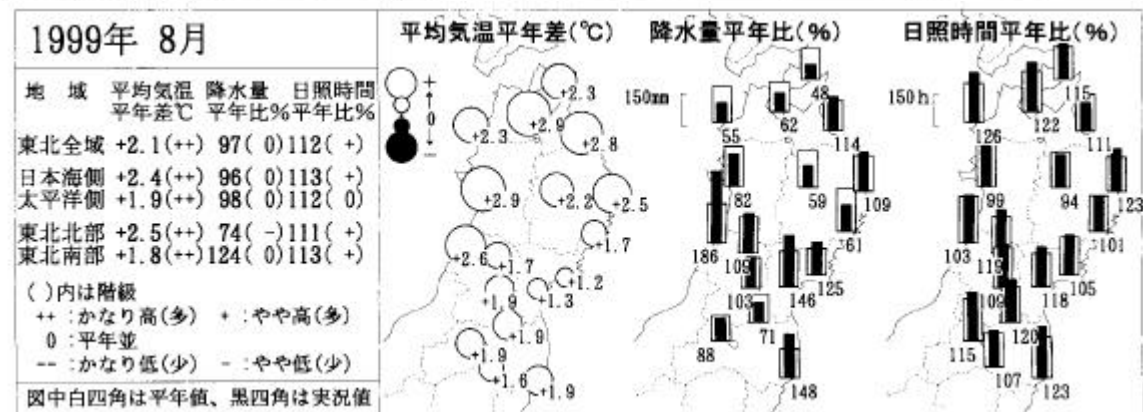 1999年 8月
地 域 平均気温 降水量 日照時間
平年差℃ 平年比% 平年比%
東北全域 +2.1(++) 97( 0)112( +)
日本海側 +2.4(++) 96( 0)113( +)
太平洋側 +1.9(++) 98( 0)112( 0)
東北北部 +2.5(++) 74( -)111( +)
東北南部 +1.8(++)124( 0)113( +)
( )内は階級
++ :かなり高(多) + :やや高(多)
0 :平年並
-- :かなり低(少) - :やや低(少)
図中白四角は平年値、黒四角は実況値
平均気温平年差(℃)
+
0
-
+2.3
+2.9
+2.3
+2.8
+2.9
+2.2
+2.5
+1.7
+2.6
+1.7
+1.2
+1.9
+1.3
+1.9
+1.9
+1.6
+1.9
降水量平年比(%)
150mm
48
55
62
114
82
59
109
61
186
109
125
103
146
71
88
148
日照時間平年比(%)
150h
115
126
122
111
99
94
123
101
103
105
109
118
120
115
107
123